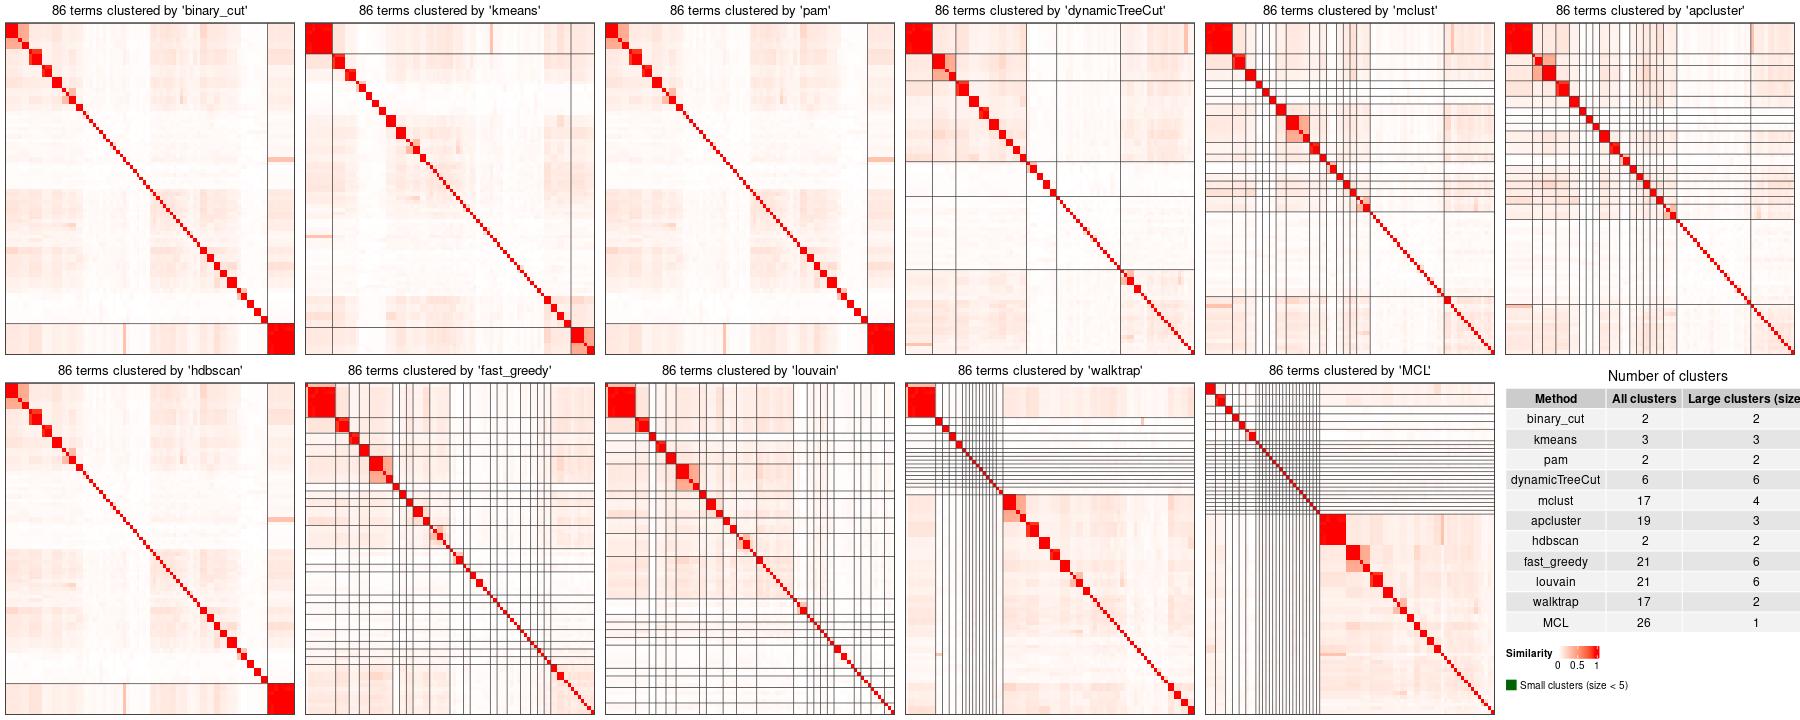 86 terms clustered by 'binary_cut'
86 terms clustered by 'kmeans'
86 terms clustered by 'pam'
86 terms clustered by 'dynamicTreeCut'
86 terms clustered by 'mclust'
86 terms clustered by 'apcluster'
86 terms clustered by 'hdbscan'
86 terms clustered by 'fast_greedy'
86 terms clustered by 'louvain'
86 terms clustered by 'walktrap'
86 terms clustered by 'MCL'
Number of clusters
Method All clusters Large clusters (size
binary_cut 2 2
kmeans 3 3
pam 2 2
dynamicTreeCut 6 6
mclust 17 4
apcluster 19 3
hdbscan 2 2
fast_greedy 21 6
louvain 21 6
walktrap 17 2
MCL 26 1
Similarity
0 0.5 1
Small clusters (size < 5)